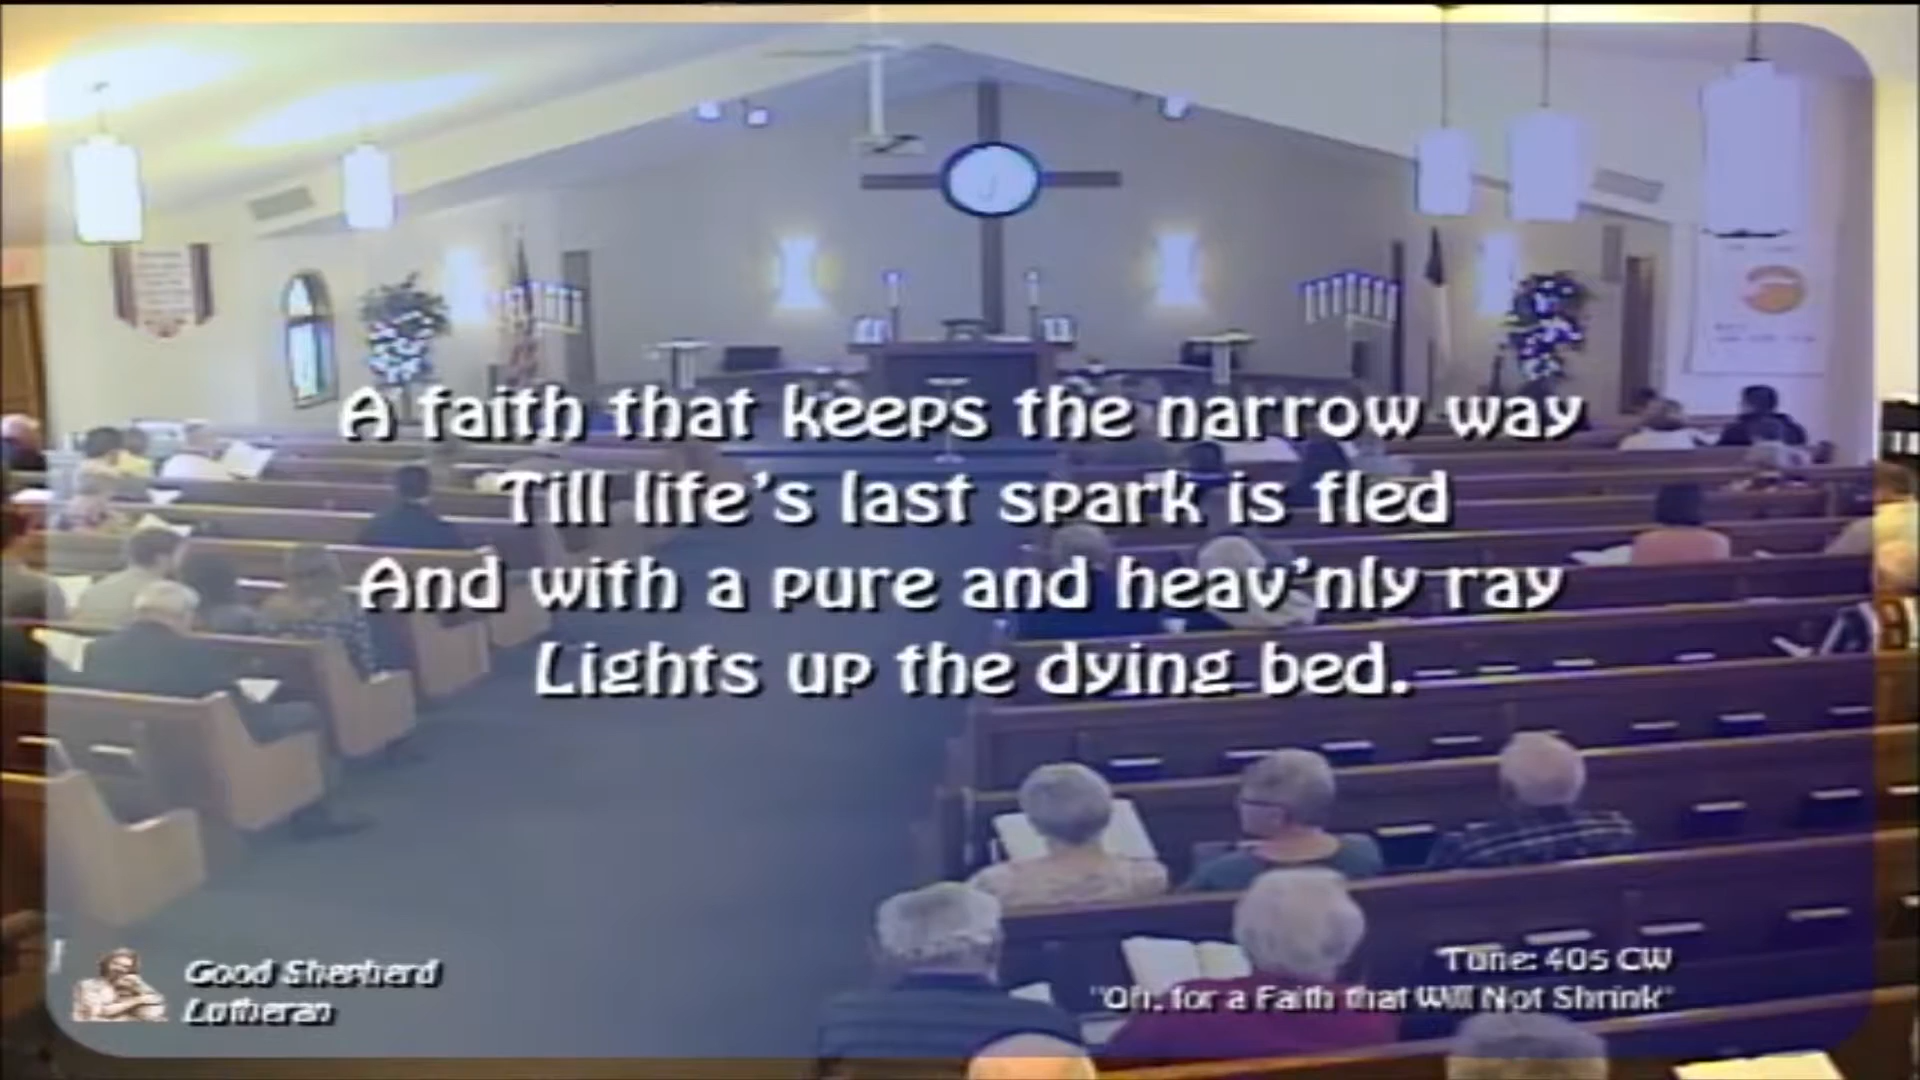 A faith that keeps the narrow way
Till life's last spark is fled
And with a pure and heav'nly ray
Lights up the dying bed.
Good Shepherd
Lutheran
Tune: 405 CW
"Oh, for a Faith that Will Not Shrink"